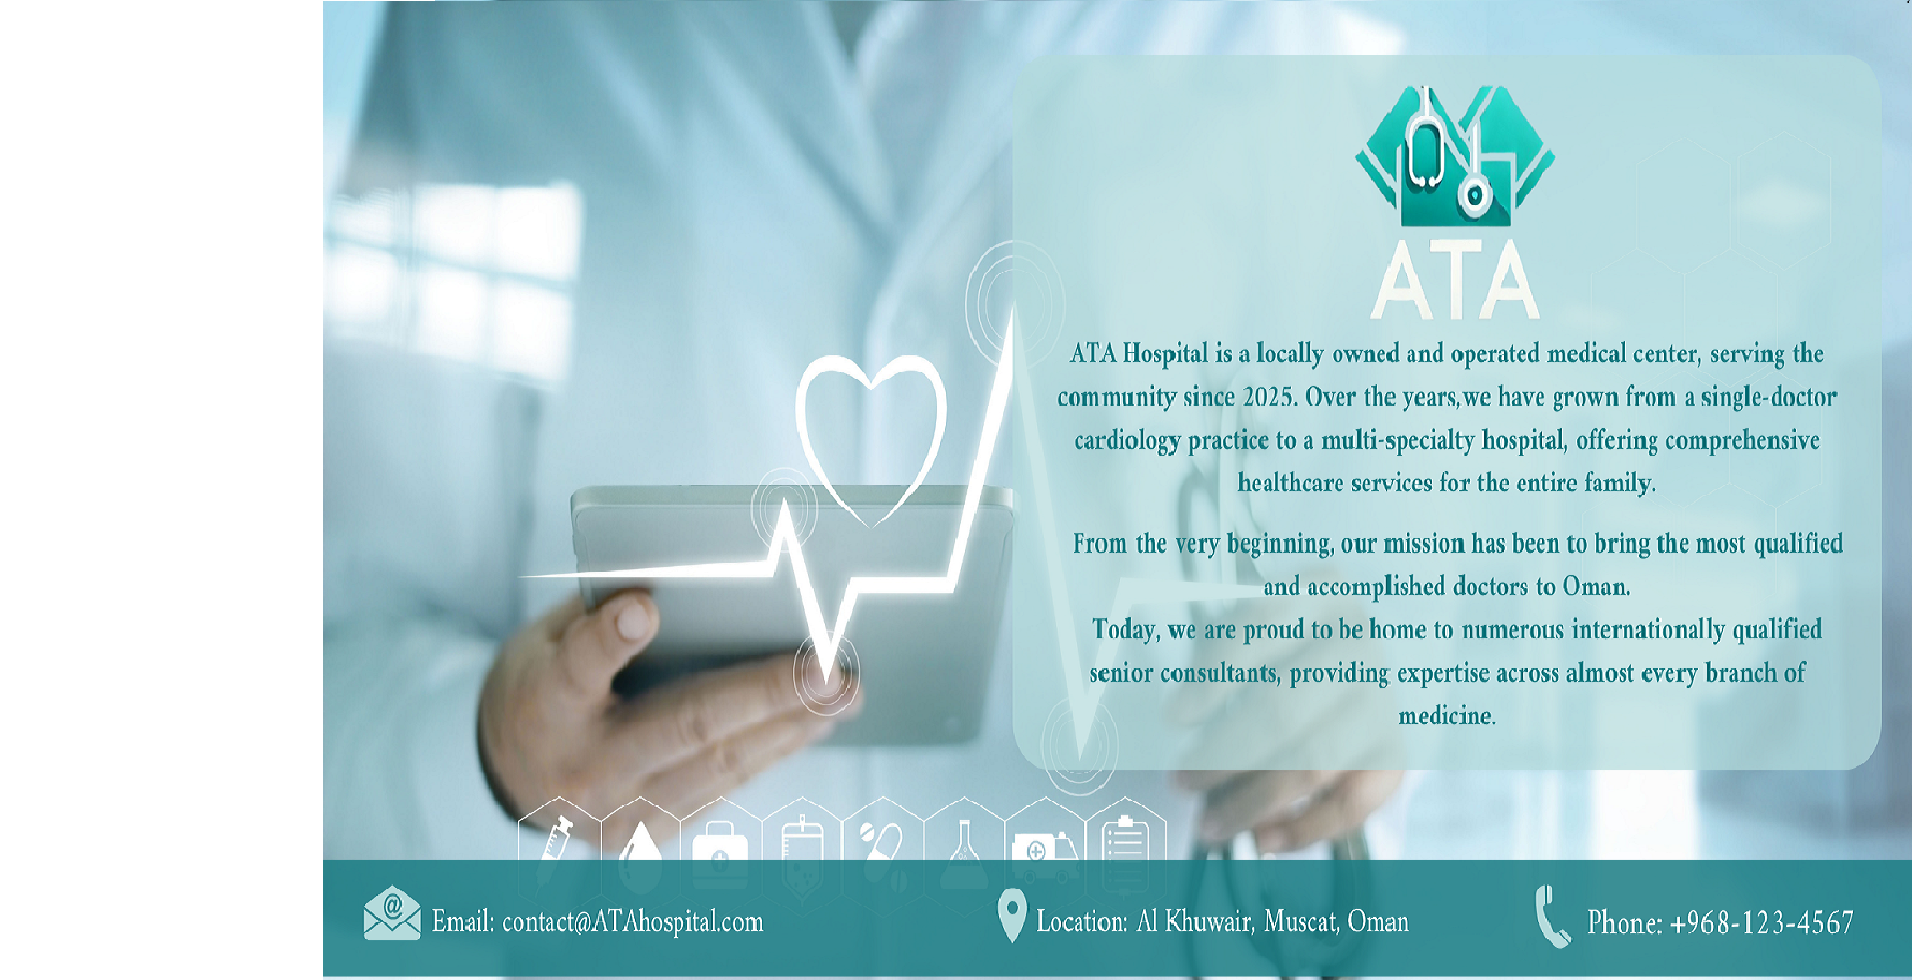 ATA
ATA Hospital is a locally owned and operated medical center, serving the
community since 2025. Over the years,we have grown from a single-doctor
cardiology practice to a multi-specialty hospital, offering comprehensive
healthcare services for the entire family.
From the very beginning, our mission has been to bring the most qualified
and accomplished doctors to Oman.
Today, we are proud to be home to numerous internationally qualified
senior consultants, providing expertise across almost every branch of
medicine.
Email: contact@ATAhospital.com
Location: Al Khuwair, Muscat, Oman
Phone: +968-123-4567